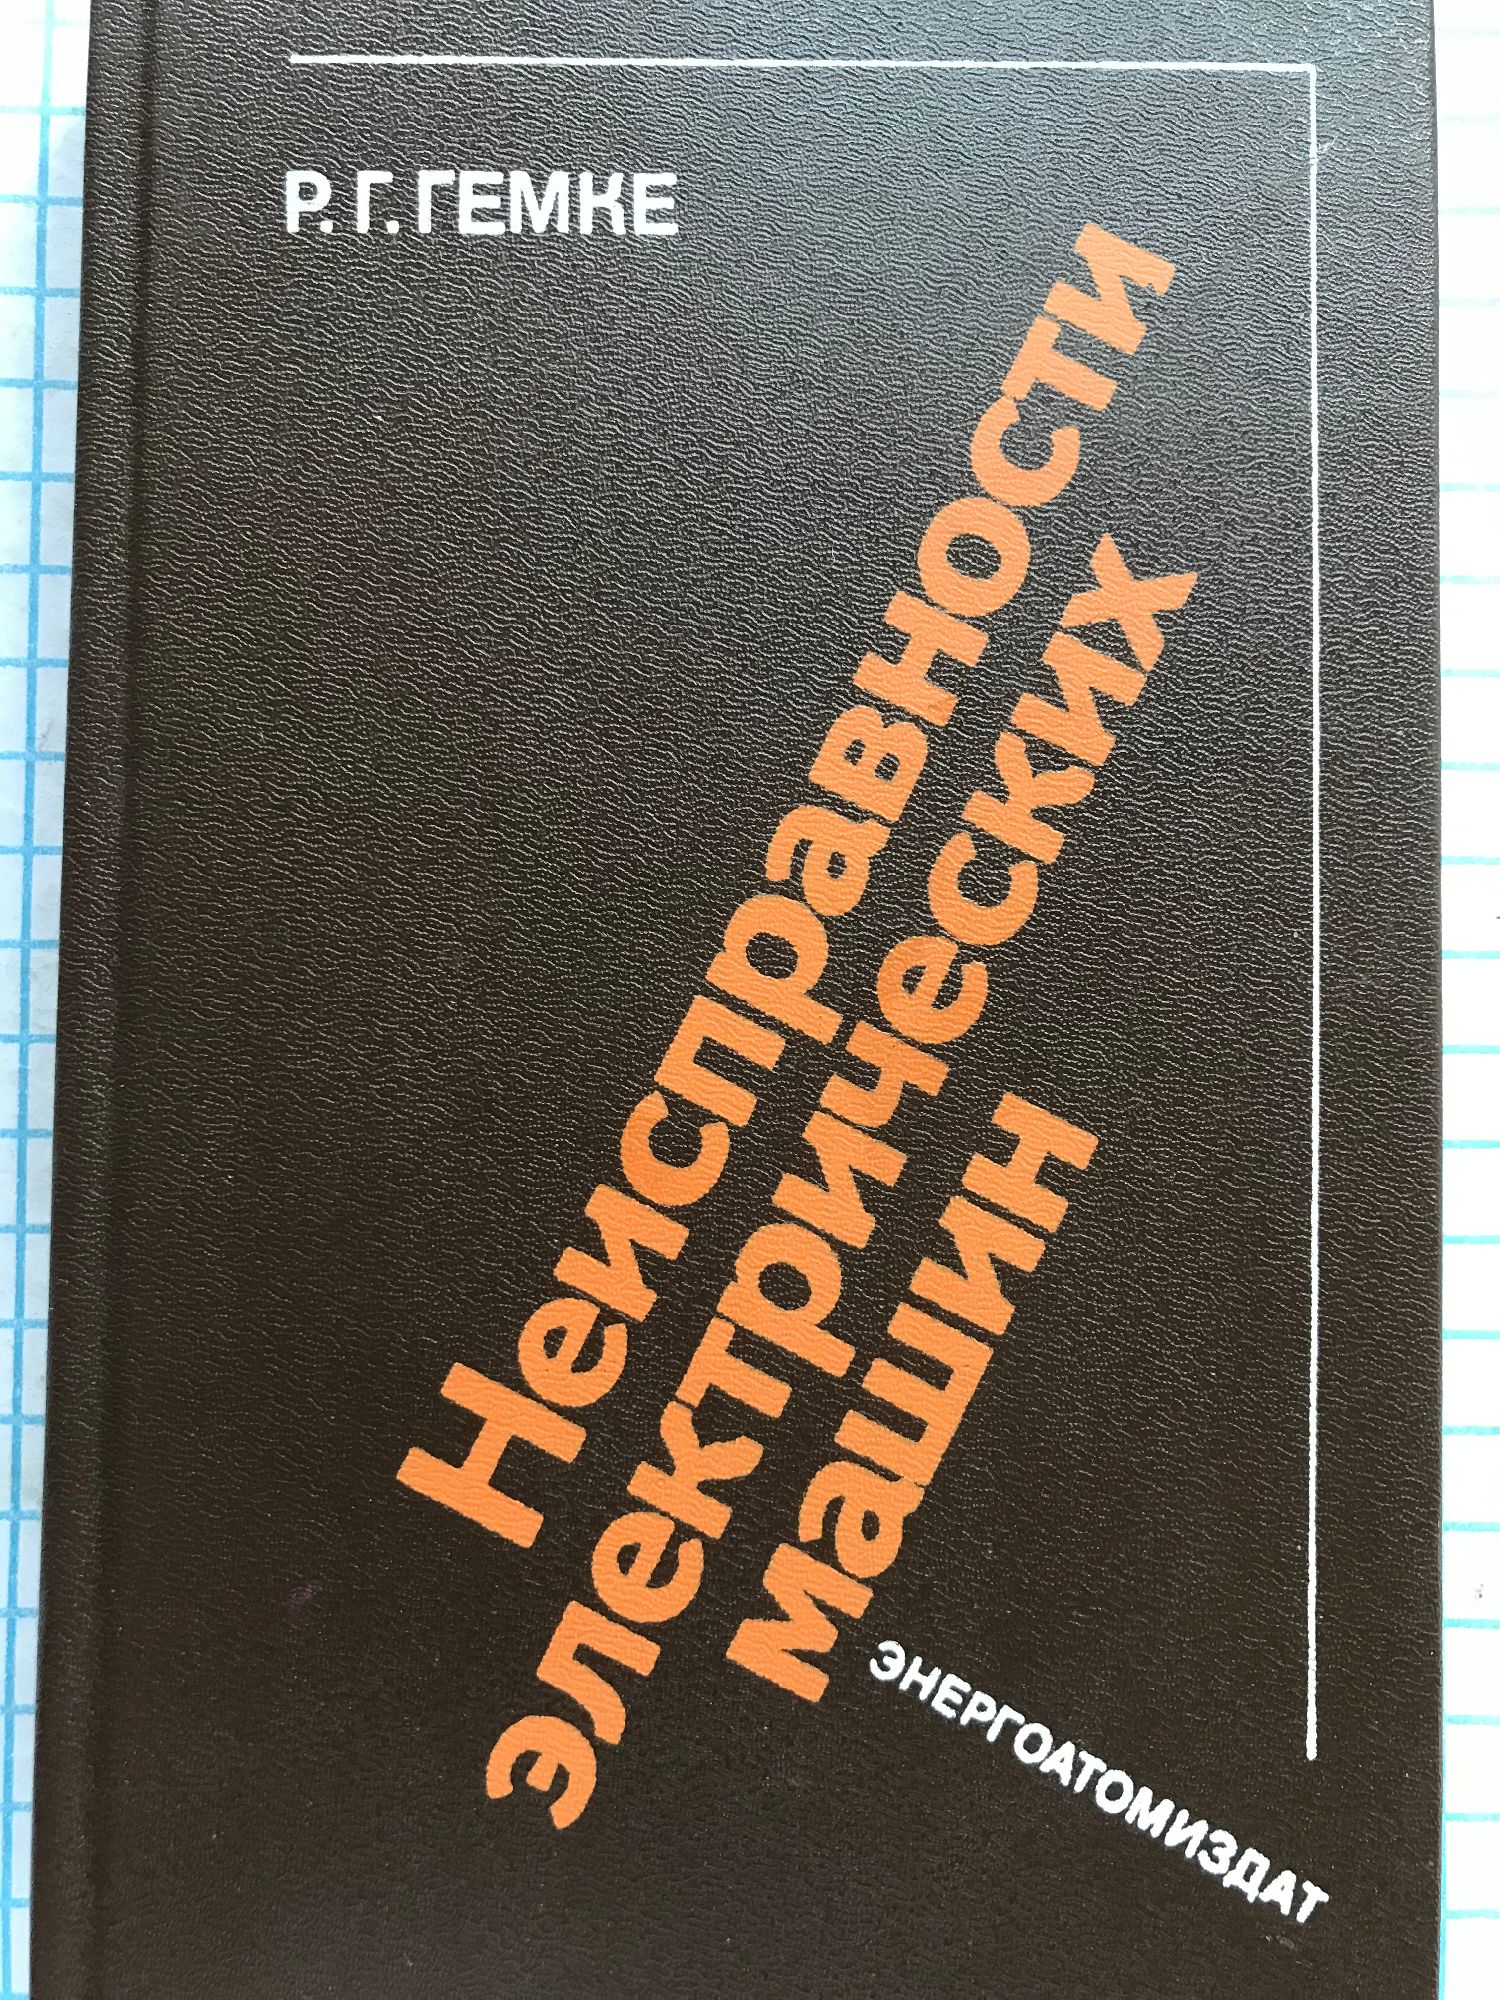 Р. Г. ГЕМКЕ
Неисправности
электрических
машин
ЭНЕРГОАТОМИЗДАТ